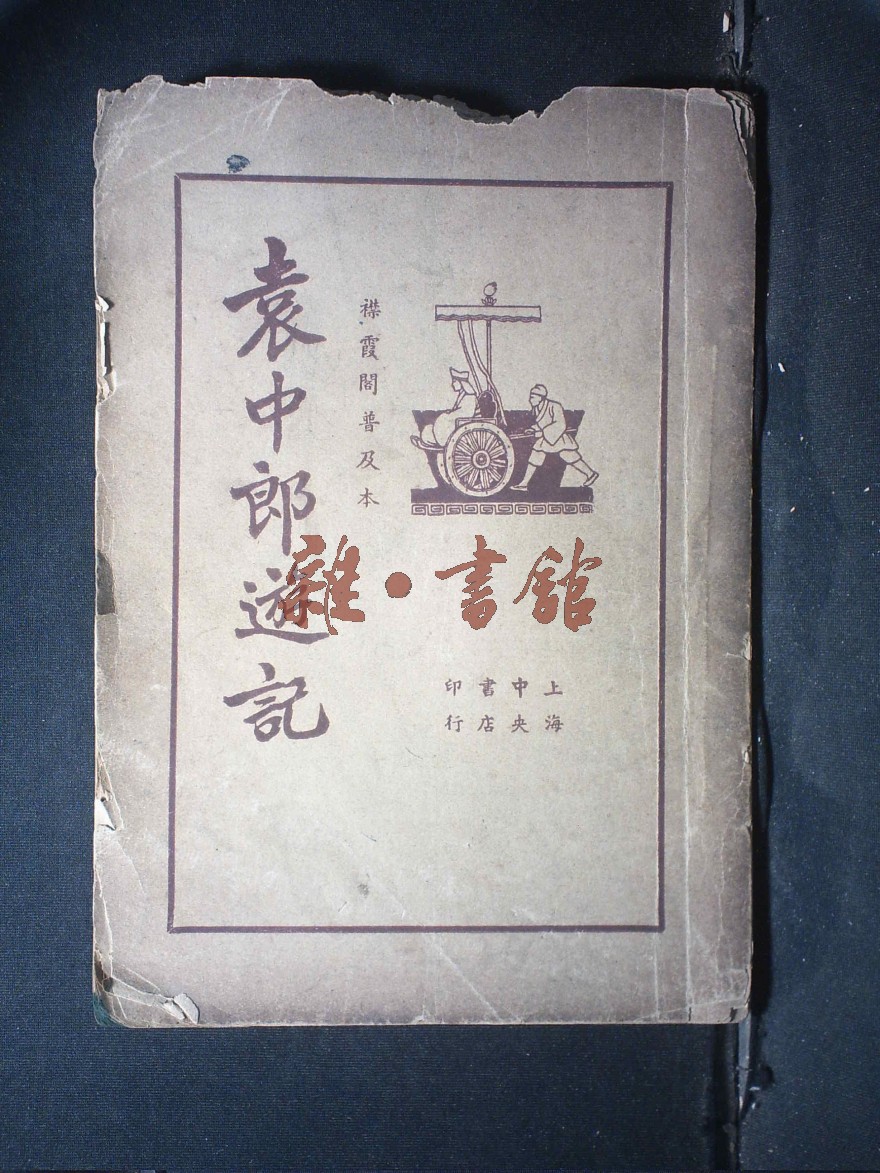 袁中郎遊記
襟霞閣普及本
雜·書館
上海
中央
書店
印行